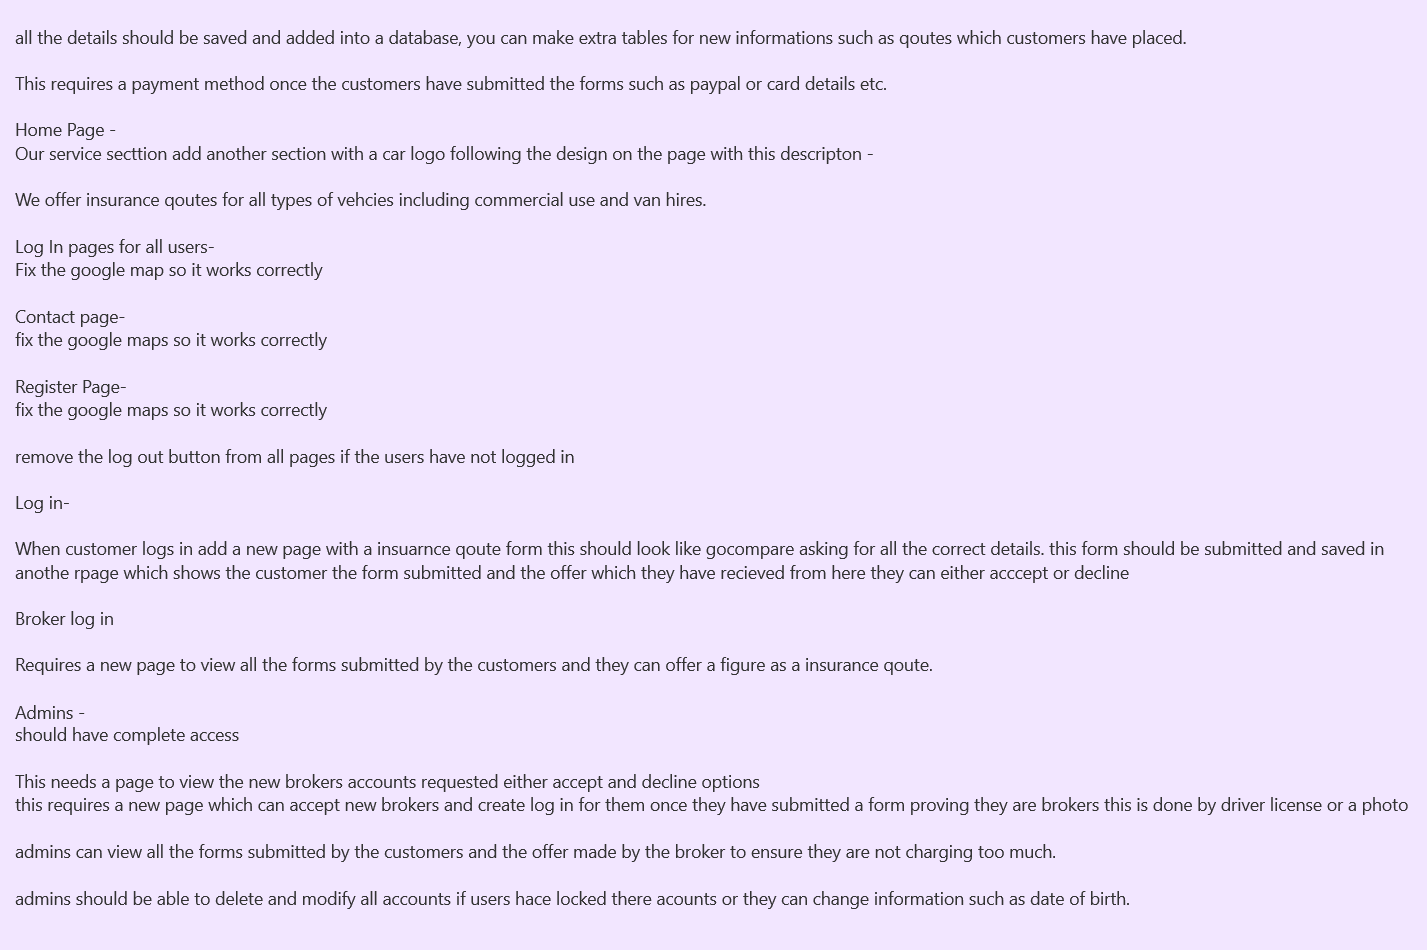 all the details should be saved and added into a database, you can make extra tables for new informations such as qoutes which customers have placed.
This requires a payment method once the customers have submitted the forms such as paypal or card details etc.
Home Page -
Our service secttion add another section with a car logo following the design on the page with this descripton -
We offer insurance qoutes for all types of vehcies including commercial use and van hires.
Log In pages for all users-
Fix the google map so it works correctly
Contact page-
fix the google maps so it works correctly
Register Page-
fix the google maps so it works correctly
remove the log out button from all pages if the users have not logged in
Log in-
When customer logs in add a new page with a insuarnce qoute form this should look like gocompare asking for all the correct details. this form should be submitted and saved in
anothe rpage which shows the customer the form submitted and the offer which they have recieved from here they can either acccept or decline
Broker log in
Requires a new page to view all the forms submitted by the customers and they can offer a figure as a insurance qoute.
Admins -
should have complete access
This needs a page to view the new brokers accounts requested either accept and decline options
this requires a new page which can accept new brokers and create log in for them once they have submitted a form proving they are brokers this is done by driver license or a photo
admins can view all the forms submitted by the customers and the offer made by the broker to ensure they are not charging too much.
admins should be able to delete and modify all accounts if users hace locked there acounts or they can change information such as date of birth.